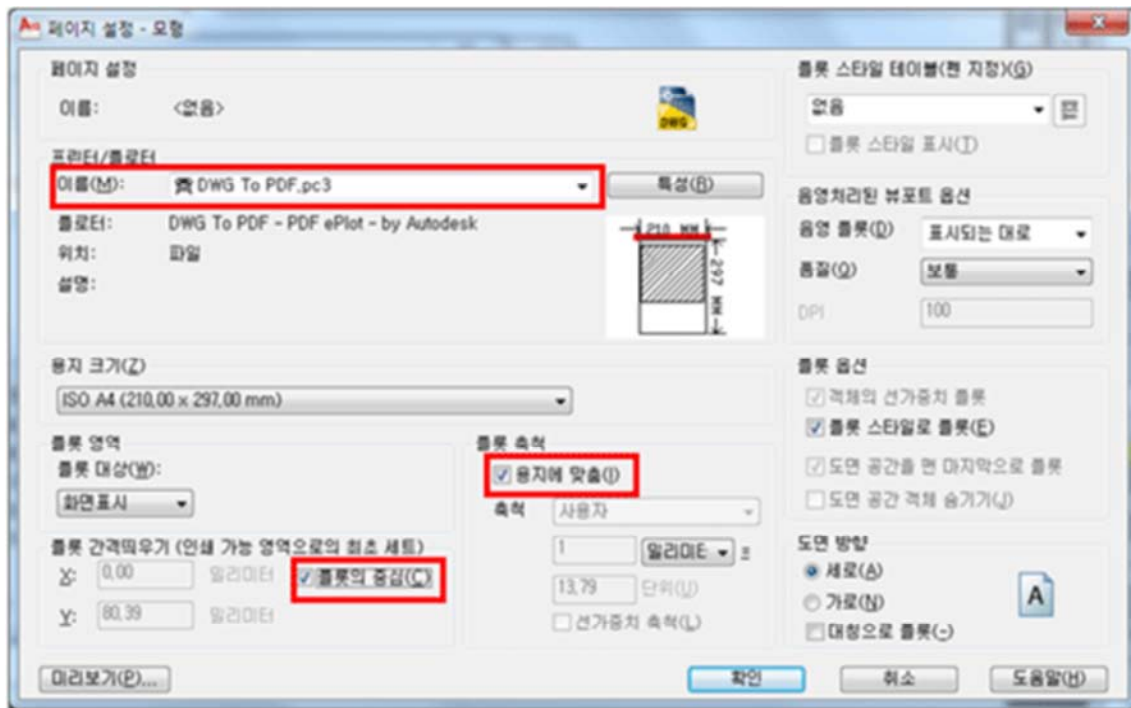 페이지 설정 - 모형
페이지 설정
이름: <없음>
DWG
프린터/플로터
이름(M): DWG To PDF.pc3
특성(R)
플로터: DWG To PDF - PDF ePlot - by Autodesk
위치: 파일
설명:
210 MM
297 MM
용지 크기(Z)
ISO A4 (210,00 x 297,00 mm)
플롯 영역
플롯 대상(W):
화면표시
플롯 간격띄우기 (인쇄 가능 영역으로의 최초 세트)
X: 0,00 밀리미터
플롯의 중심(C)
Y: 80,39 밀리미터
플롯 축척
용지에 맞춤(I)
축척 사용자
1 밀리미E =
13,79 단위(U)
선가중치 축척(L)
플롯 스타일 테이블(펜 지정)(G)
없음
플롯 스타일 표시(T)
음영처리된 뷰포트 옵션
음영 플롯(D) 표시되는 대로
품질(Q) 보통
DPI 100
플롯 옵션
객체의 선가중치 플롯
플롯 스타일로 플롯(E)
도면 공간을 맨 마지막으로 플롯
도면 공간 객체 숨기기(J)
도면 방향
세로(A)
가로(N)
대칭으로 플롯(-)
A
미리보기(P)...
확인
취소
도움말(H)